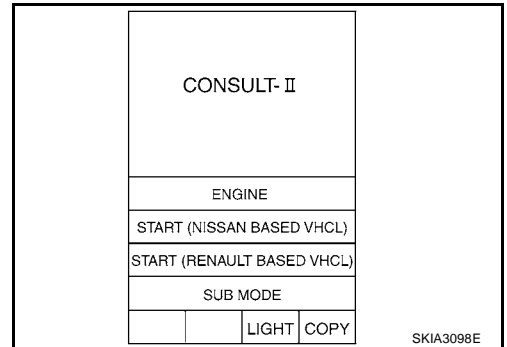 CONSULT-Ⅱ
ENGINE
START (NISSAN BASED VHCL)
START (RENAULT BASED VHCL)
SUB MODE
LIGHT COPY
SKIA3098E